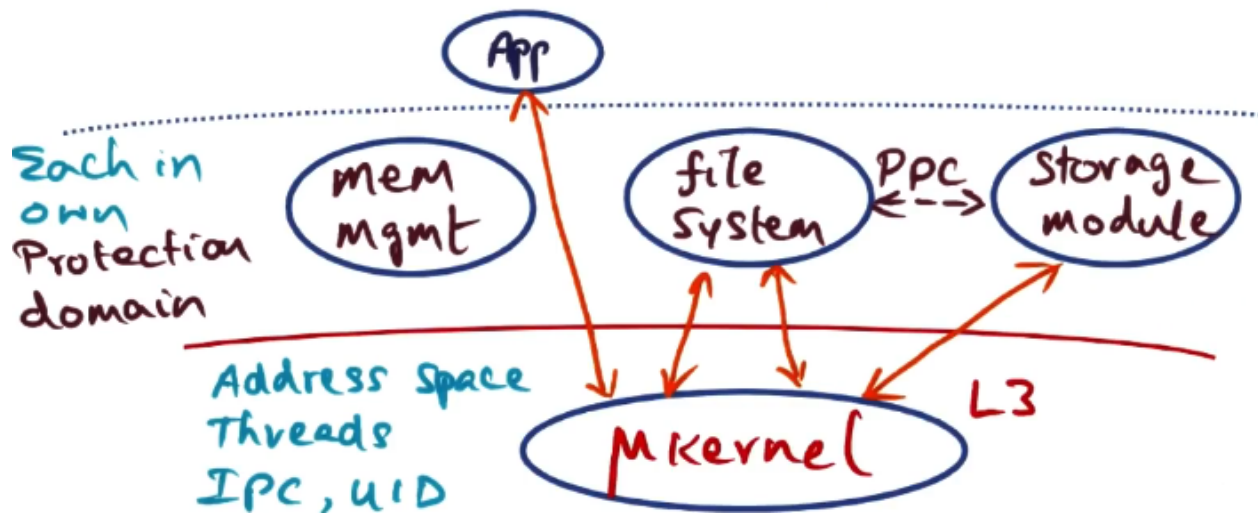 App
Each in
own
Protection
domain
mem
mgmt
file
system
PPC
storage
module
Address space
Threads
IPC, UID
μkernel
L3